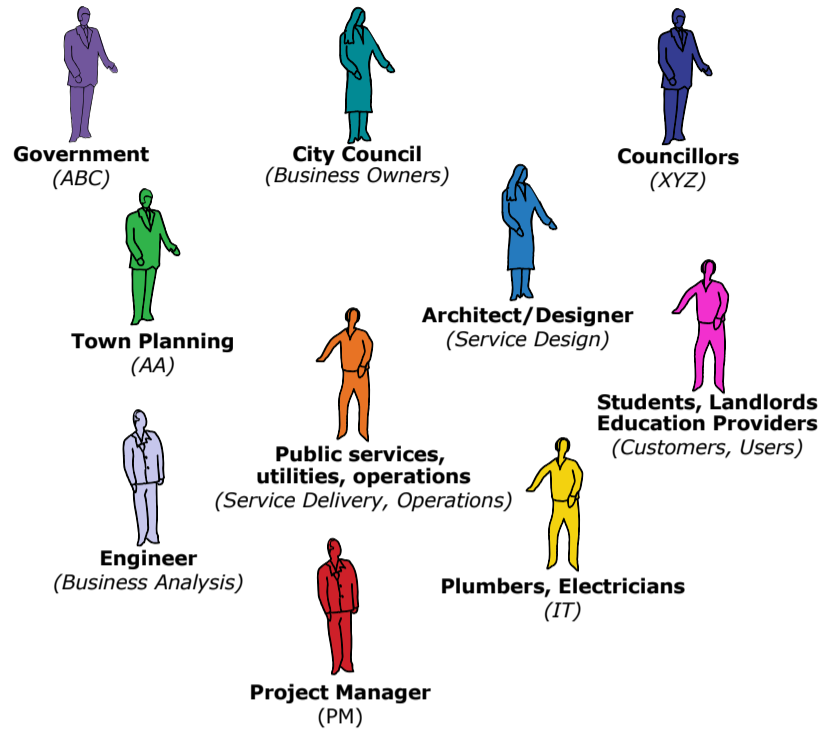 Government
(ABC)
City Council
(Business Owners)
Councillors
(XYZ)
Town Planning
(AA)
Architect/Designer
(Service Design)
Students, Landlords
Education Providers
(Customers, Users)
Public services,
utilities, operations
(Service Delivery, Operations)
Engineer
(Business Analysis)
Plumbers, Electricians
(IT)
Project Manager
(PM)